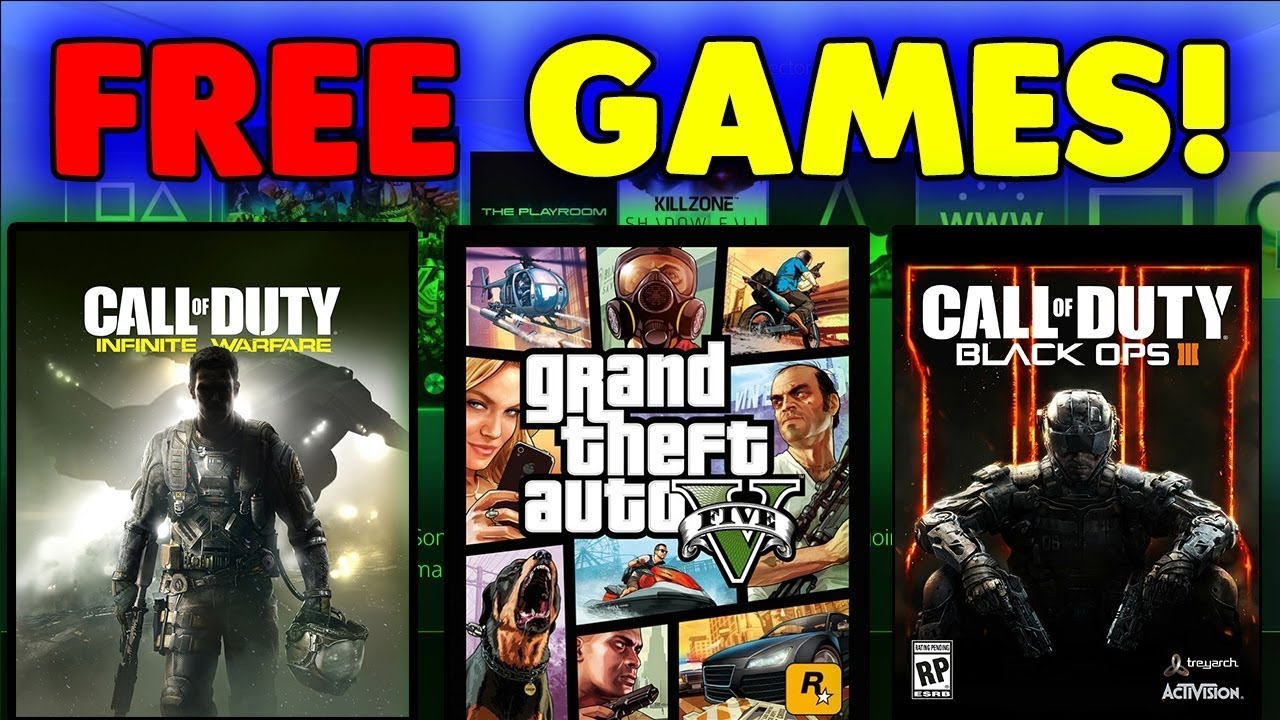 FREE GAMES!
THE PLAYROOM
KILLZONE
SHADOW FALL
WWW
CALL OF DUTY
INFINITE WARFARE
grand
theft
auto V
FIVE
R
CALL OF DUTY
BLACK OPS III
RATING PENDING
RP
ESRB
treyarch
ACTIVISION